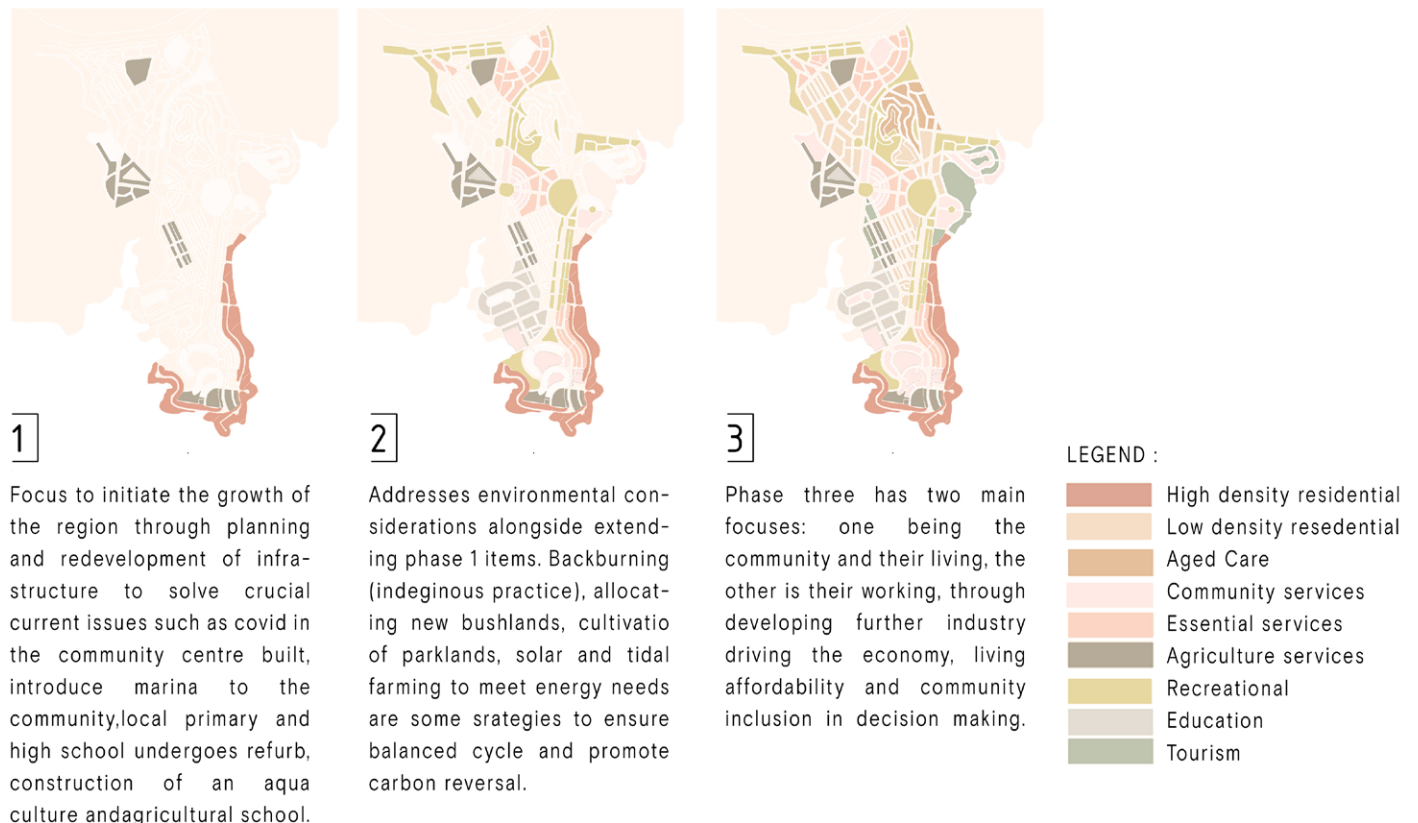 1
Focus to initiate the growth of
the region through planning
and redevelopment of infra-
structure to solve crucial
current issues such as covid in
the community centre built,
introduce marina to the
community,local primary and
high school undergoes refurb,
construction of an aqua
culture andagricultural school.
2
Addresses environmental con-
siderations alongside extend-
ing phase 1 items. Backburning
(indeginous practice), allocat-
ing new bushlands, cultivatio
of parklands, solar and tidal
farming to meet energy needs
are some srategies to ensure
balanced cycle and promote
carbon reversal.
3
Phase three has two main
focuses: one being the
community and their living, the
other is their working, through
developing further industry
driving the economy, living
affordability and community
inclusion in decision making.
LEGEND :
High density residential
Low density resedential
Aged Care
Community services
Essential services
Agriculture services
Recreational
Education
Tourism